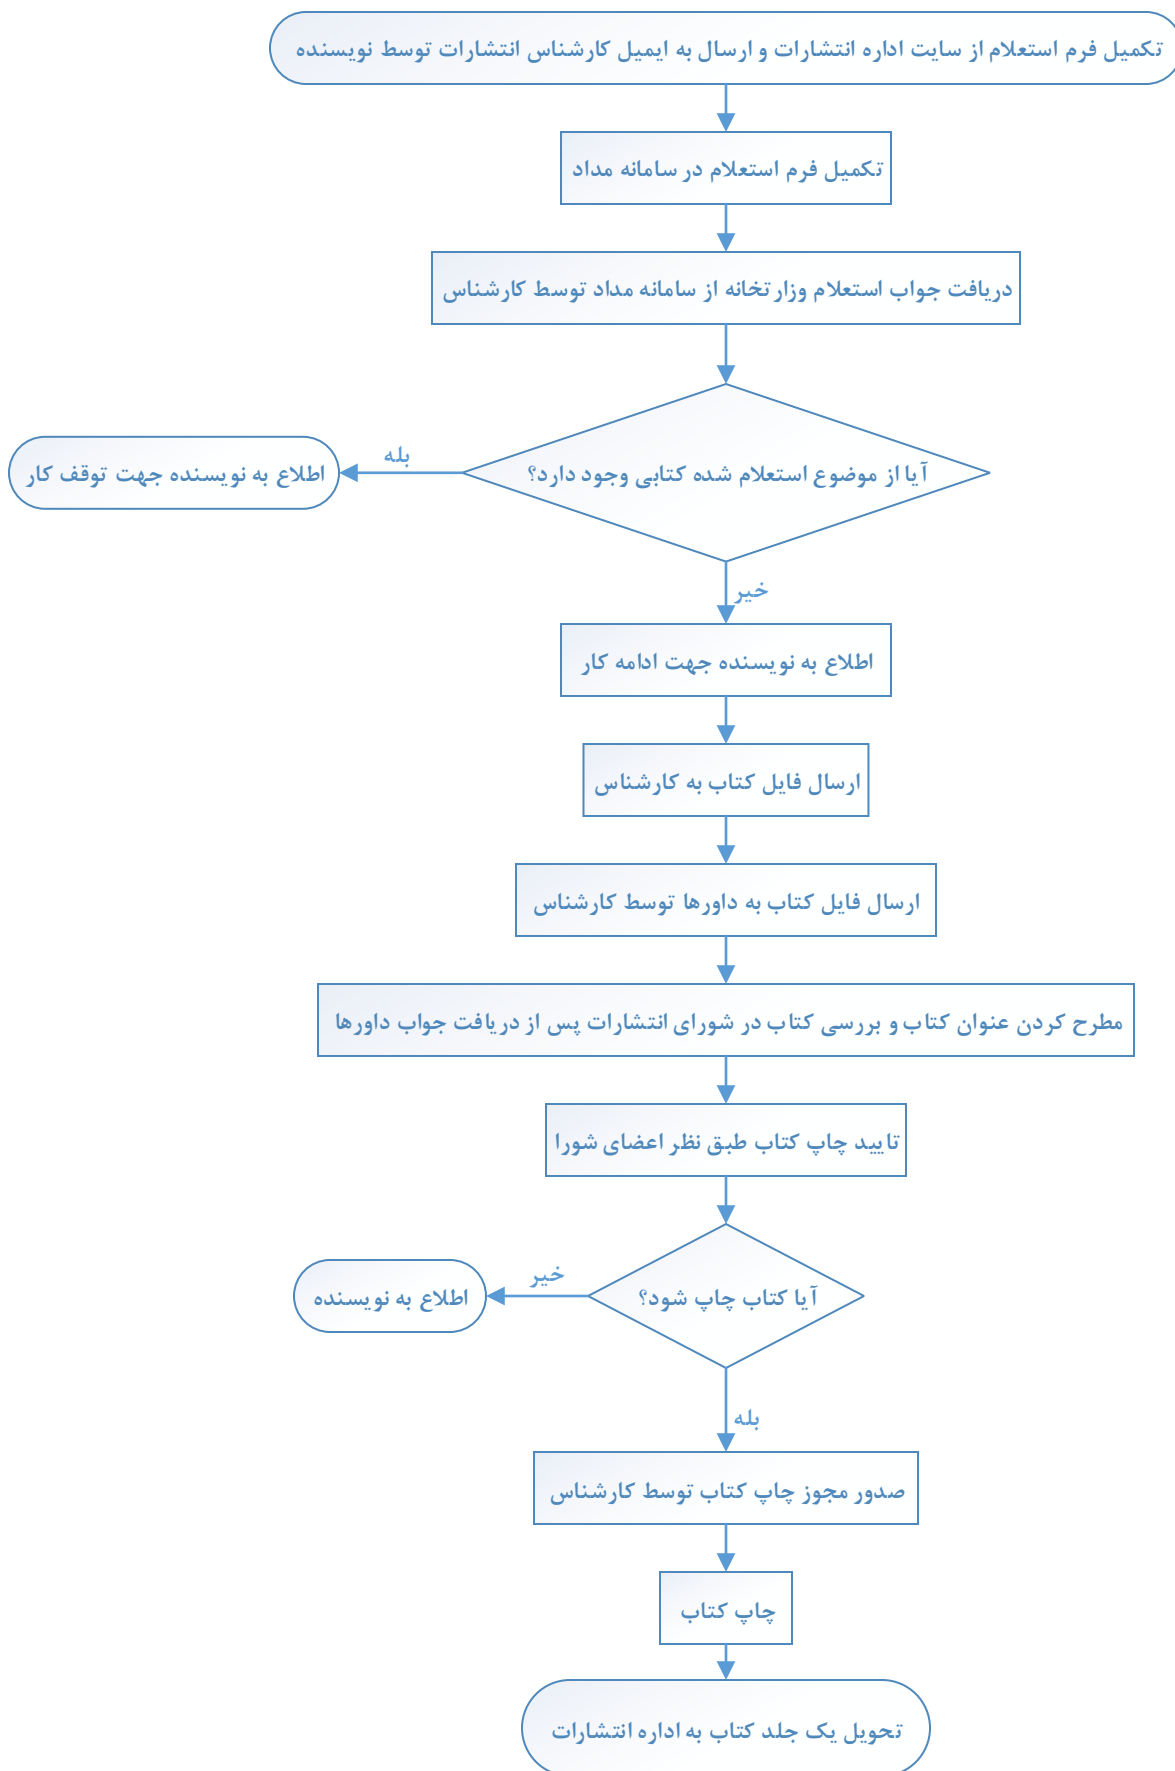 تکمیل فرم استعلام از سایت اداره انتشارات و ارسال به ایمیل کارشناس انتشارات توسط نویسنده
تکمیل فرم استعلام در سامانه مداد
دریافت جواب استعلام وزارتخانه از سامانه مداد توسط کارشناس
آیا از موضوع استعلام شده کتابی وجود دارد؟
بله
اطلاع به نویسنده جهت توقف کار
خیر
اطلاع به نویسنده جهت ادامه کار
ارسال فایل کتاب به کارشناس
ارسال فایل کتاب به داورها توسط کارشناس
مطرح کردن عنوان کتاب و بررسی کتاب در شورای انتشارات پس از دریافت جواب داورها
تایید چاپ کتاب طبق نظر اعضای شورا
آیا کتاب چاپ شود؟
خیر
اطلاع به نویسنده
بله
صدور مجوز چاپ کتاب توسط کارشناس
چاپ کتاب
تحویل یک جلد کتاب به اداره انتشارات